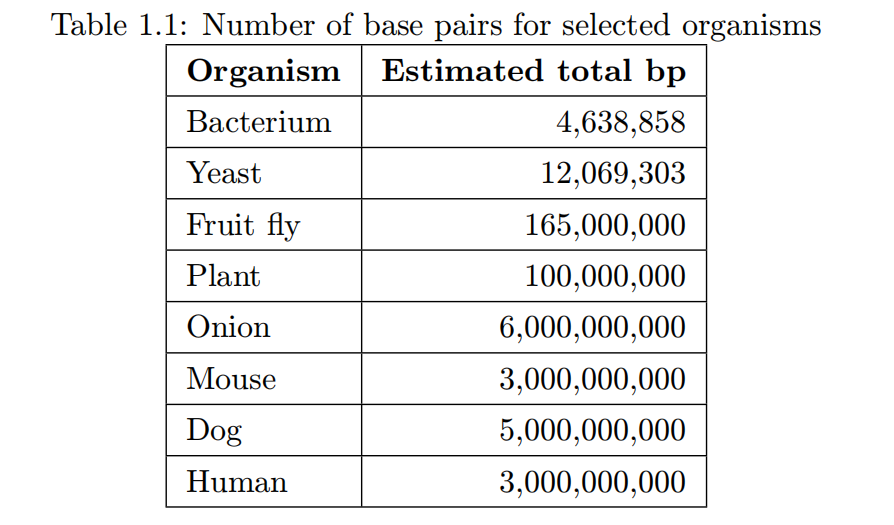 Table 1.1: Number of base pairs for selected organisms
Organism Estimated total bp
Bacterium 4,638,858
Yeast 12,069,303
Fruit fly 165,000,000
Plant 100,000,000
Onion 6,000,000,000
Mouse 3,000,000,000
Dog 5,000,000,000
Human 3,000,000,000